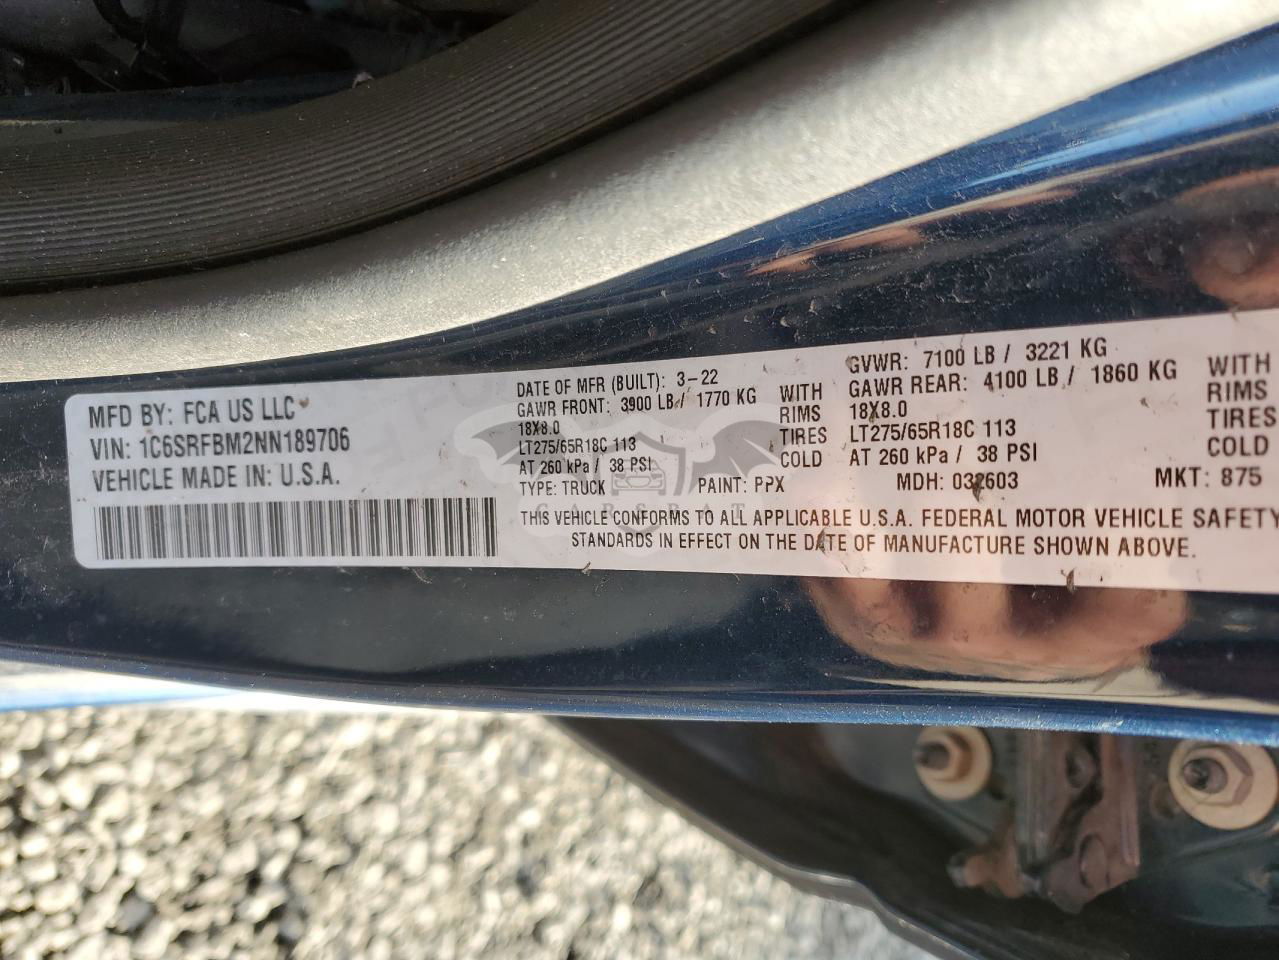 MFD BY: FCA US LLC
VIN: 1C6SRFBM2NN189706
VEHICLE MADE IN: U.S.A.
DATE OF MFR (BUILT): 3-22 GVWR: 7100 LB / 3221 KG
GAWR FRONT: 3900 LB / 1770 KG WITH GAWR REAR: 4100 LB / 1860 KG WITH
18X8.0 RIMS 18X8.0 RIMS
LT275/65R18C 113 TIRES LT275/65R18C 113 TIRES
AT 260 kPa / 38 PSI COLD AT 260 kPa / 38 PSI COLD
TYPE: TRUCK PAINT: PPX MDH: 032603 MKT: 875
CARSBAT
THIS VEHICLE CONFORMS TO ALL APPLICABLE U.S.A. FEDERAL MOTOR VEHICLE SAFETY
STANDARDS IN EFFECT ON THE DATE OF MANUFACTURE SHOWN ABOVE.